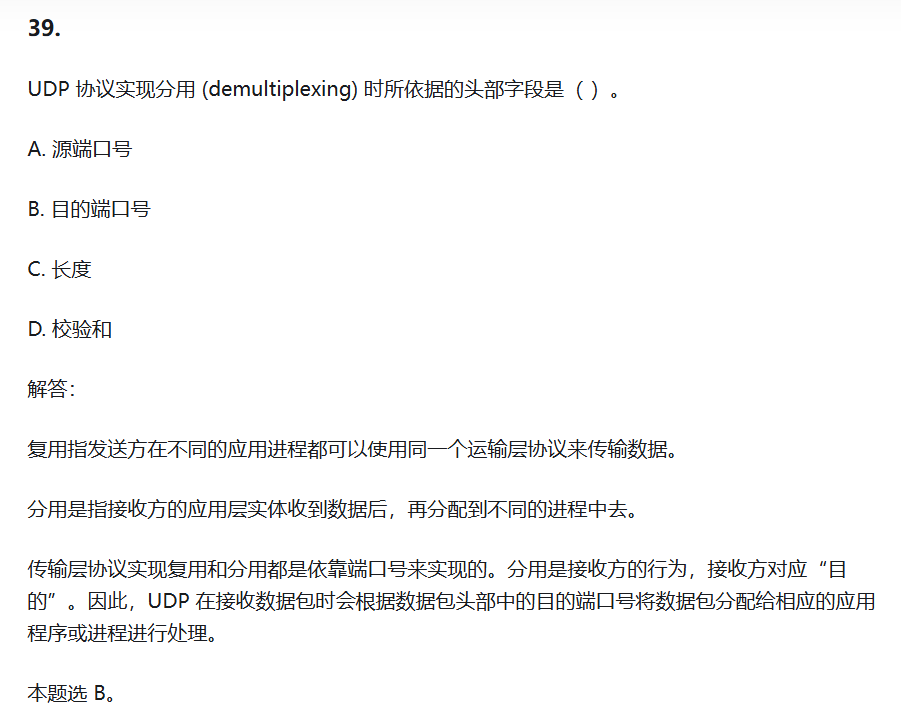 39.
UDP 协议实现分用 (demultiplexing) 时所依据的头部字段是（ ）。
A. 源端口号
B. 目的端口号
C. 长度
D. 校验和
解答：
复用指发送方在不同的应用进程都可以使用同一个运输层协议来传输数据。
分用是指接收方的应用层实体收到数据后，再分配到不同的进程中去。
传输层协议实现复用和分用都是依靠端口号来实现的。分用是接收方的行为，接收方对应“目
的”。因此，UDP 在接收数据包时会根据数据包头部中的目的端口号将数据包分配给相应的应用
程序或进程进行处理。
本题选 B。